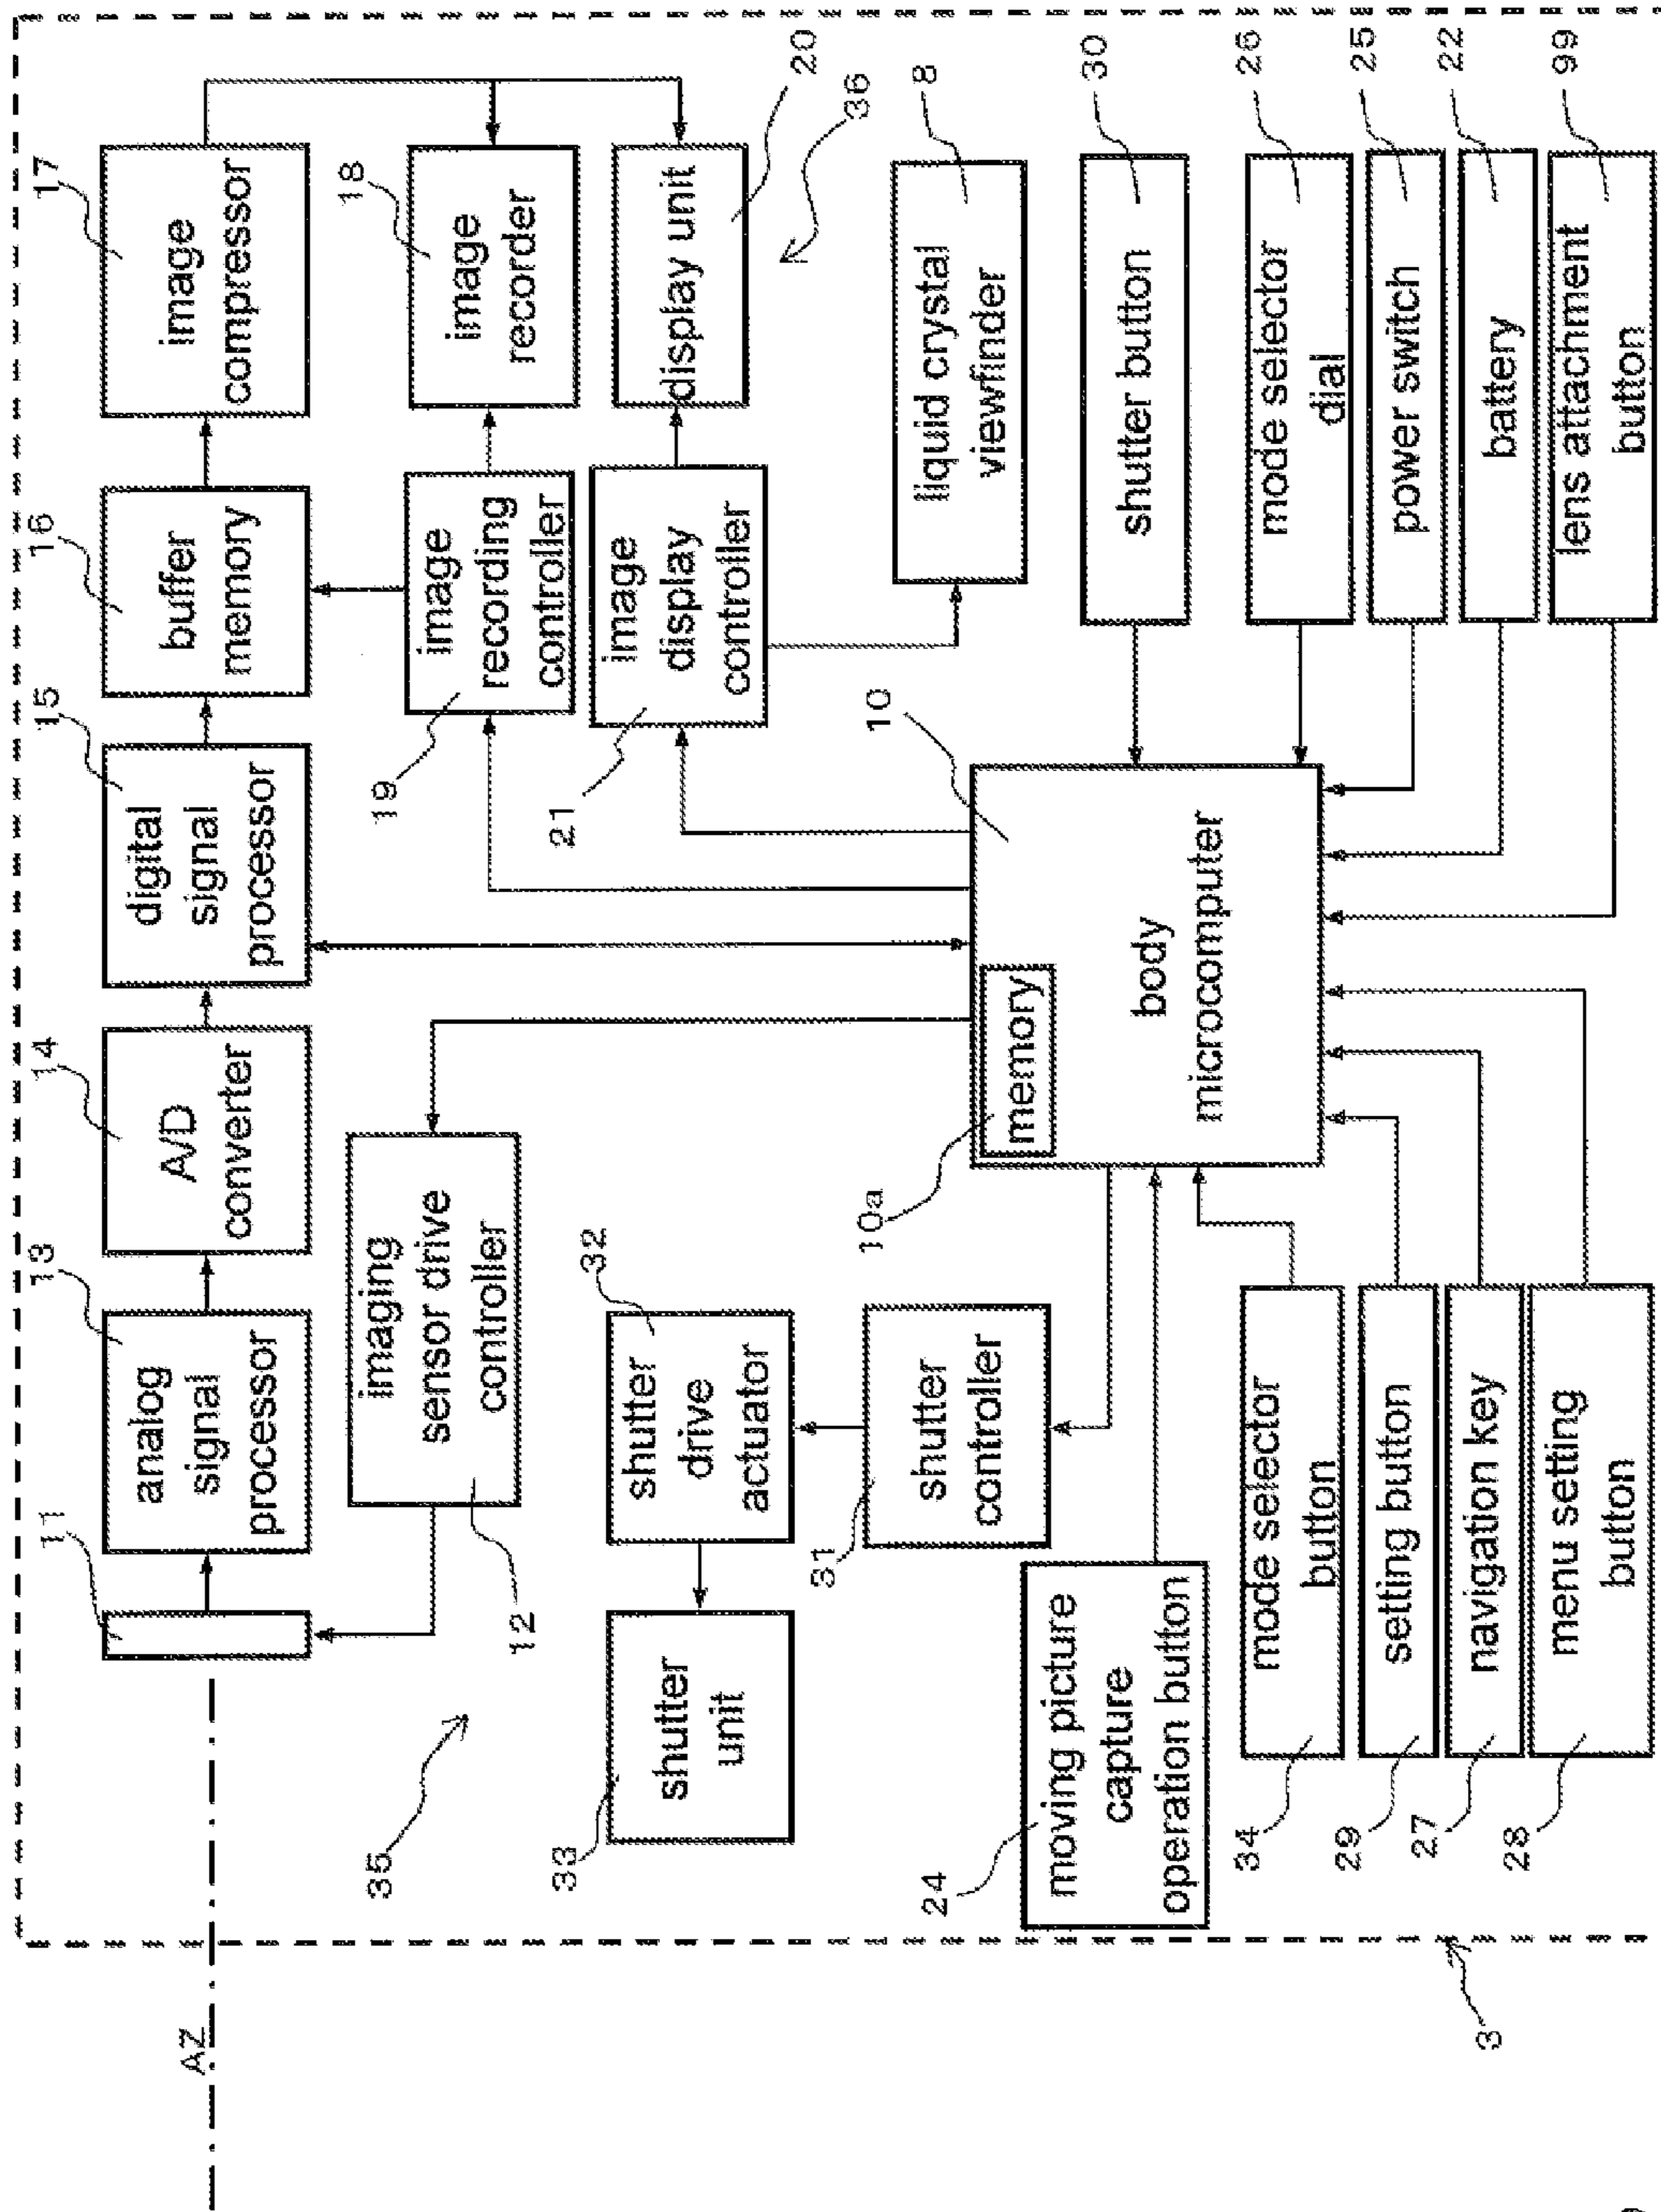 AZ
3
11
13
14
15
16
17
analog
signal
processor
A/D
converter
digital
signal
processor
buffer
memory
image
compressor
18
image
recorder
imaging
sensor drive
controller
12
image
recording
controller
19
display unit
20
36
image
display
controller
21
35
32
shutter
drive
actuator
shutter
unit
33
liquid crystal
viewfinder
8
shutter
controller
31
10a
memory
10
body
microcomputer
24
moving picture
capture
operation button
shutter button
30
mode selector
button
34
mode selector
dial
26
setting button
29
power switch
25
navigation key
27
battery
22
menu setting
button
28
lens attachment
button
99